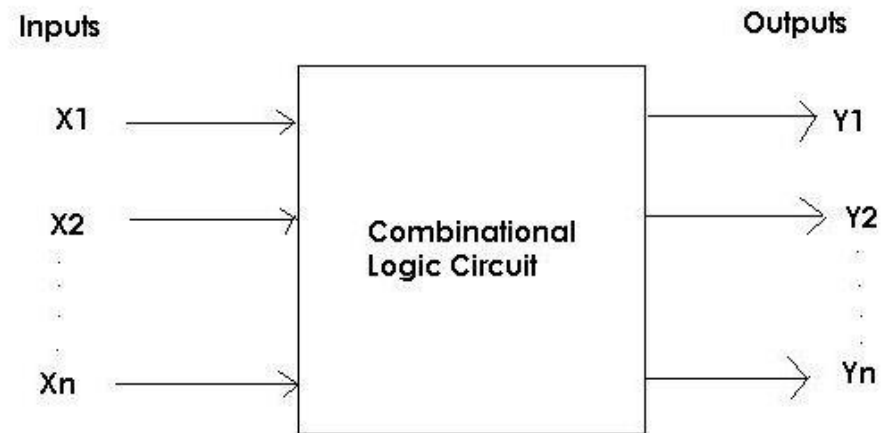 Inputs
Outputs
X1
Y1
X2
Y2
Combinational
Logic Circuit
Xn
Yn